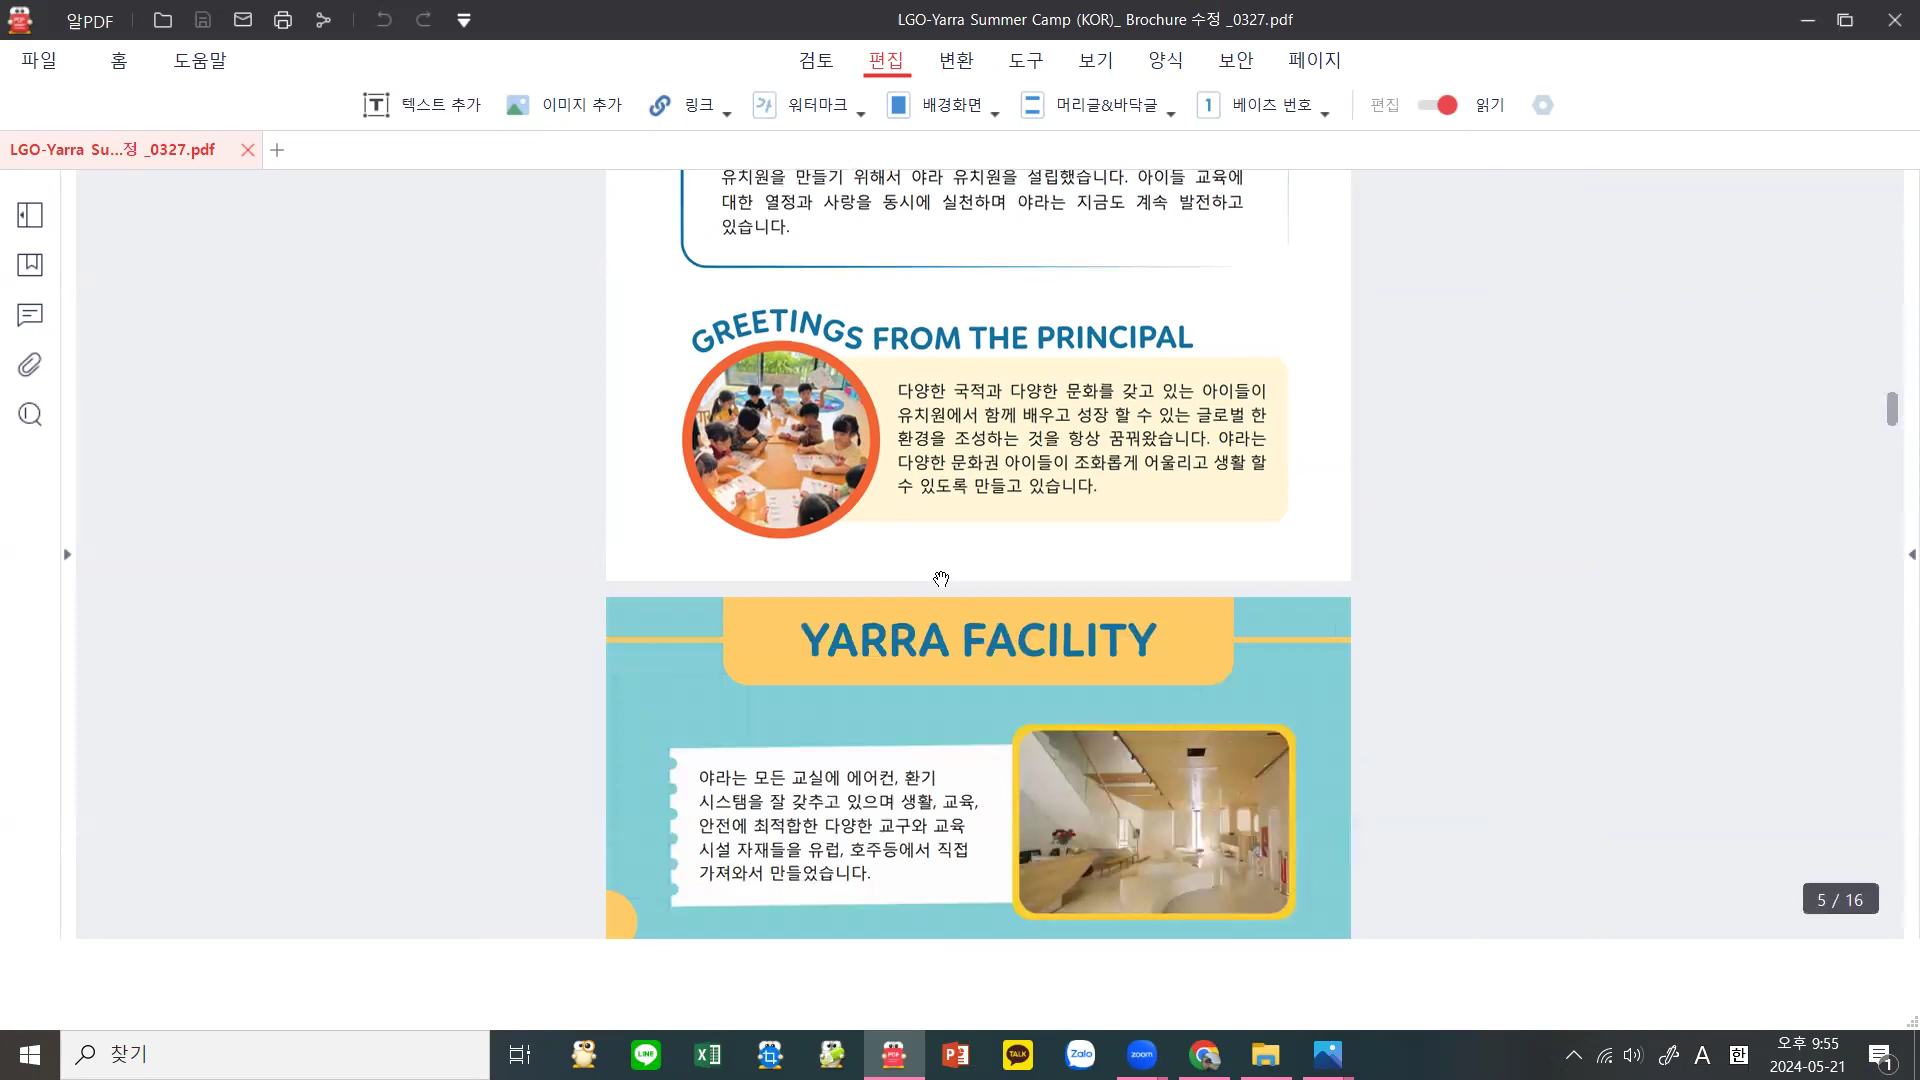 알PDF
LGO-Yarra Summer Camp (KOR)_ Brochure 수정 _0327.pdf
파일 홈 도움말 검토 편집 변환 도구 보기 양식 보안 페이지
텍스트 추가 이미지 추가 링크 워터마크 배경화면 머리글&바닥글 베이즈 번호 편집 읽기
LGO-Yarra Su...정 _0327.pdf
유치원을 만들기 위해서 야라 유치원을 설립했습니다. 아이들 교육에
대한 열정과 사랑을 동시에 실천하며 야라는 지금도 계속 발전하고
있습니다.
GREETINGS FROM THE PRINCIPAL
다양한 국적과 다양한 문화를 갖고 있는 아이들이
유치원에서 함께 배우고 성장 할 수 있는 글로벌 한
환경을 조성하는 것을 항상 꿈꿔왔습니다. 야라는
다양한 문화권 아이들이 조화롭게 어울리고 생활 할
수 있도록 만들고 있습니다.
YARRA FACILITY
야라는 모든 교실에 에어컨, 환기
시스탬을 잘 갖추고 있으며 생활, 교육,
안전에 최적합한 다양한 교구와 교육
시설 자재들을 유럽, 호주등에서 직접
가져와서 만들었습니다.
5 / 16
찾기
LINE
TALK
Zalo
zoom
A 한
오후 9:55
2024-05-21
1